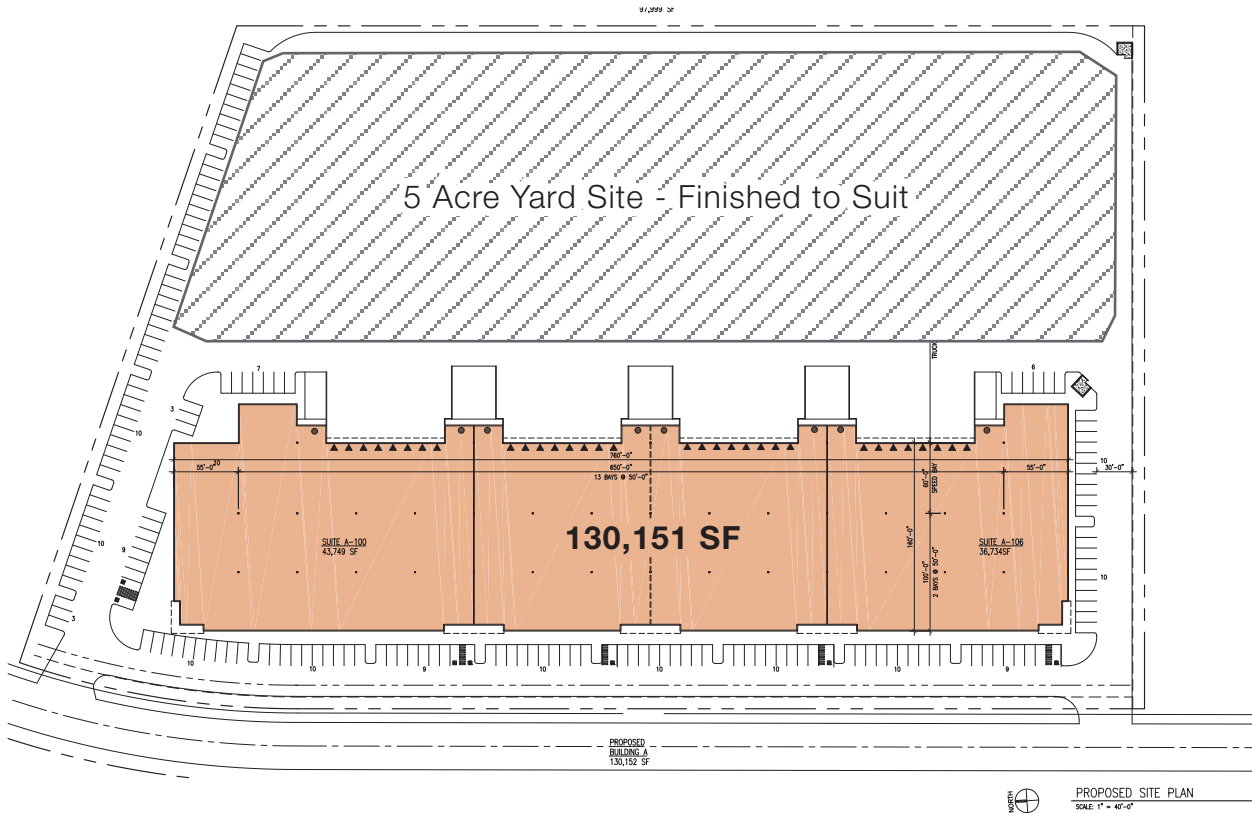 97,999 SF
5 Acre Yard Site - Finished to Suit
TRUCK
7
6
3
10
760'-0"
55'-0"
20
650'-0"
13 BAYS @ 50'-0"
60'-0"
SPEED BAY
55'-0"
10
30'-0"
10
9
SUITE A-100
43,749 SF
130,151 SF
160'-0"
100'-0"
2 BAYS @ 50'-0"
SUITE A-106
36,734SF
10
3
10
10
9
10
10
10
10
9
PROPOSED
BUILDING A
130,152 SF
NORTH
PROPOSED SITE PLAN
SCALE: 1" = 40'-0"